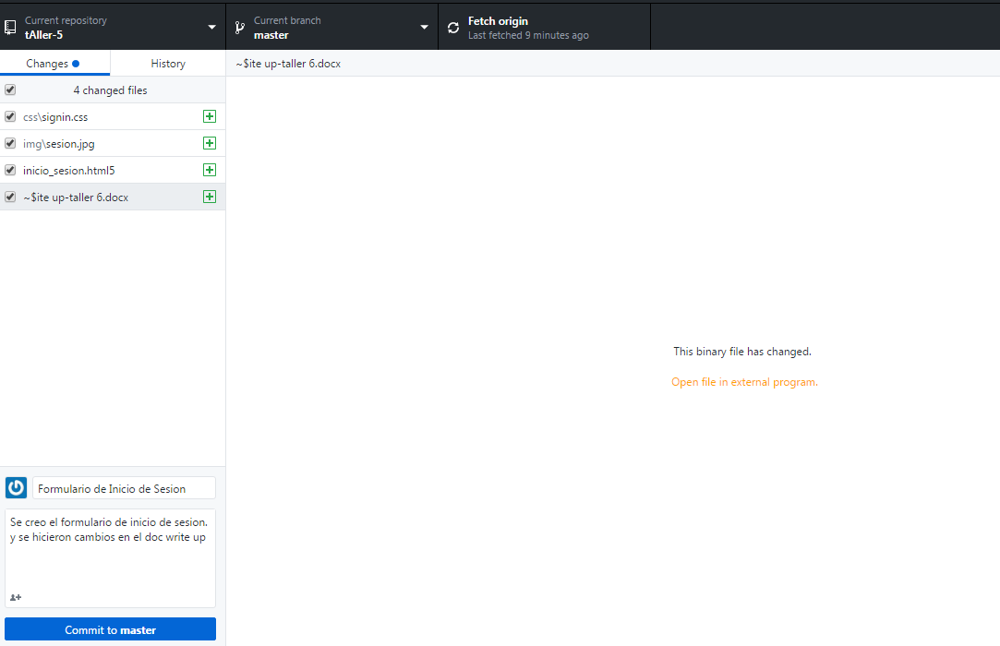 Current repository
tAller-5
Current branch
master
Fetch origin
Last fetched 9 minutes ago
Changes
History
~$ite up-taller 6.docx
4 changed files
css\signin.css
img\sesion.jpg
inicio_sesion.html5
~$ite up-taller 6.docx
This binary file has changed.
Open file in external program.
Formulario de Inicio de Sesion
Se creo el formulario de inicio de sesion.
y se hicieron cambios en el doc write up
Commit to master